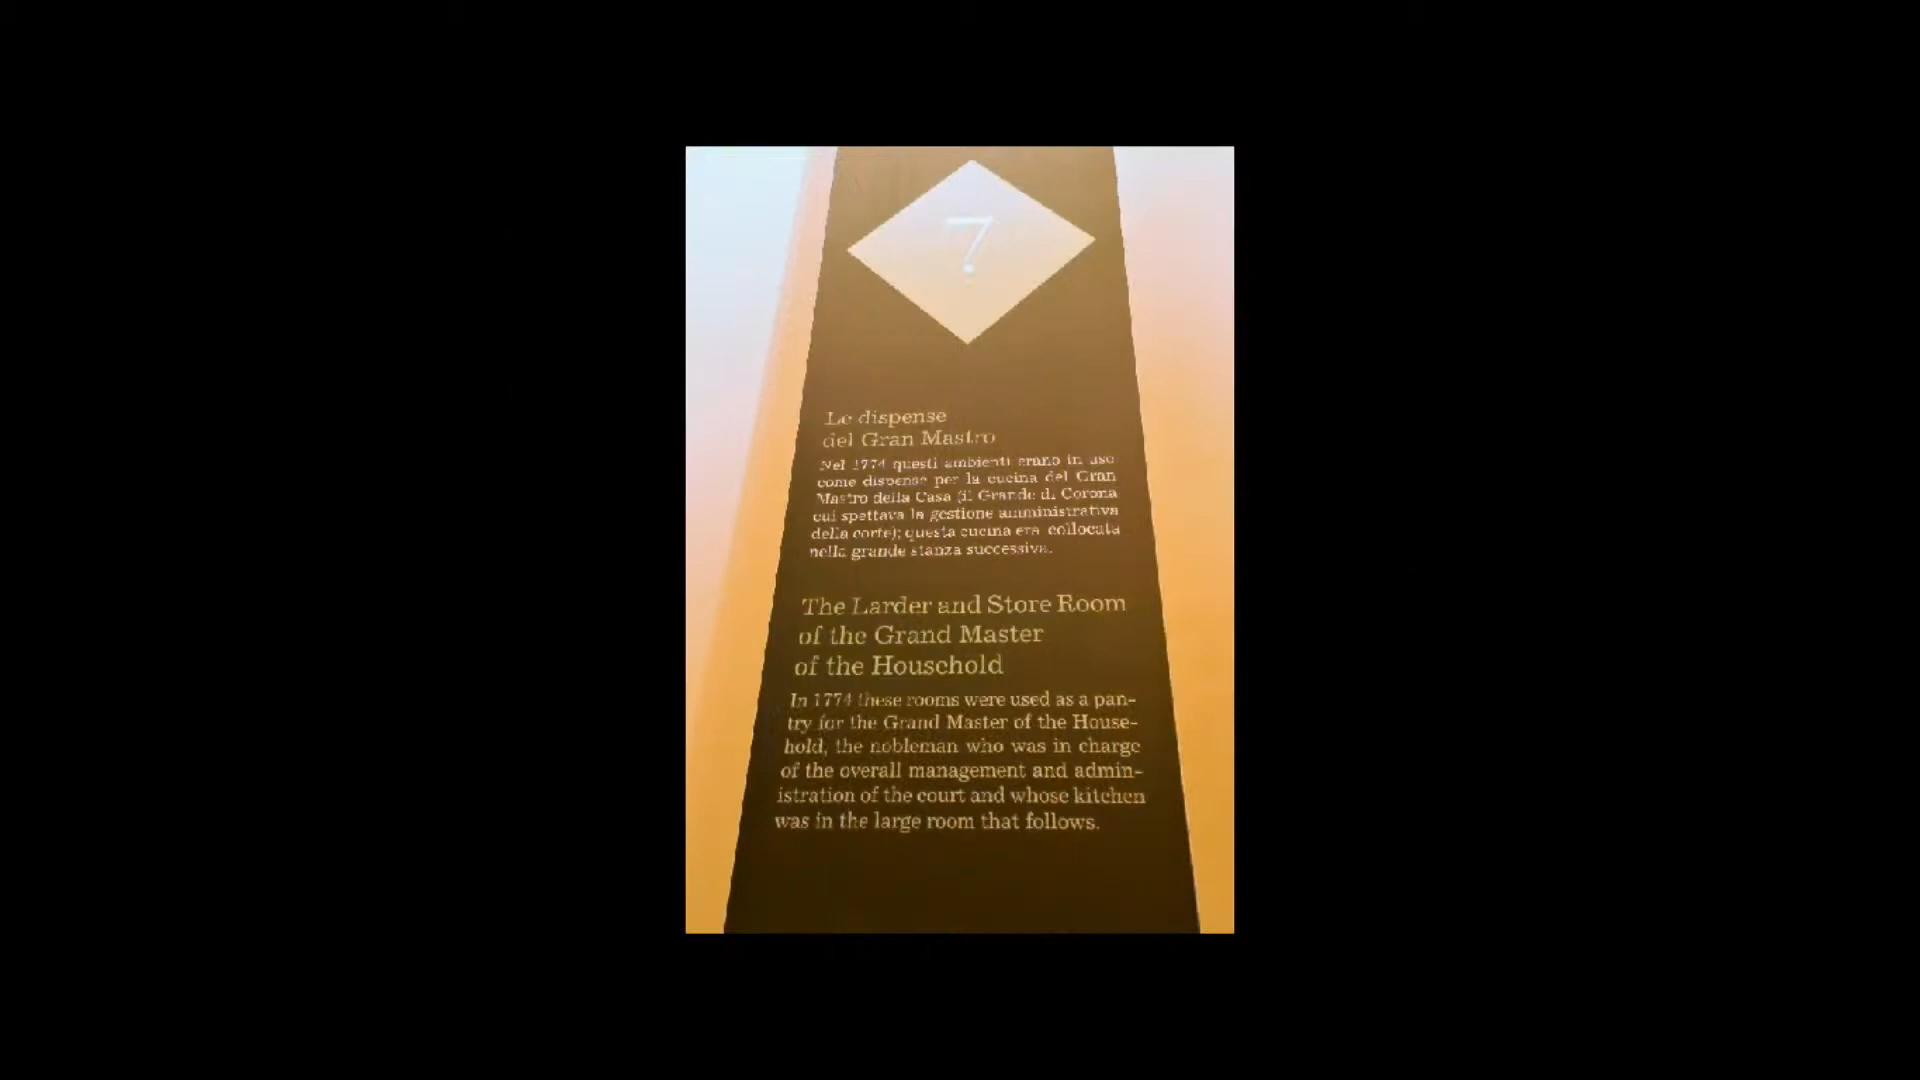 7
Le dispense
del Gran Mastro
Nel 1774 questi ambienti erano in uso
come dispense per la cucina del Gran
Mastro della Casa (il Grande di Corona
cui spettava la gestione amministrativa
della corte); questa cucina era collocata
nella grande stanza successiva.
The Larder and Store Room
of the Grand Master
of the Household
In 1774 these rooms were used as a pan-
try for the Grand Master of the House-
hold, the nobleman who was in charge
of the overall management and admin-
istration of the court and whose kitchen
was in the large room that follows.